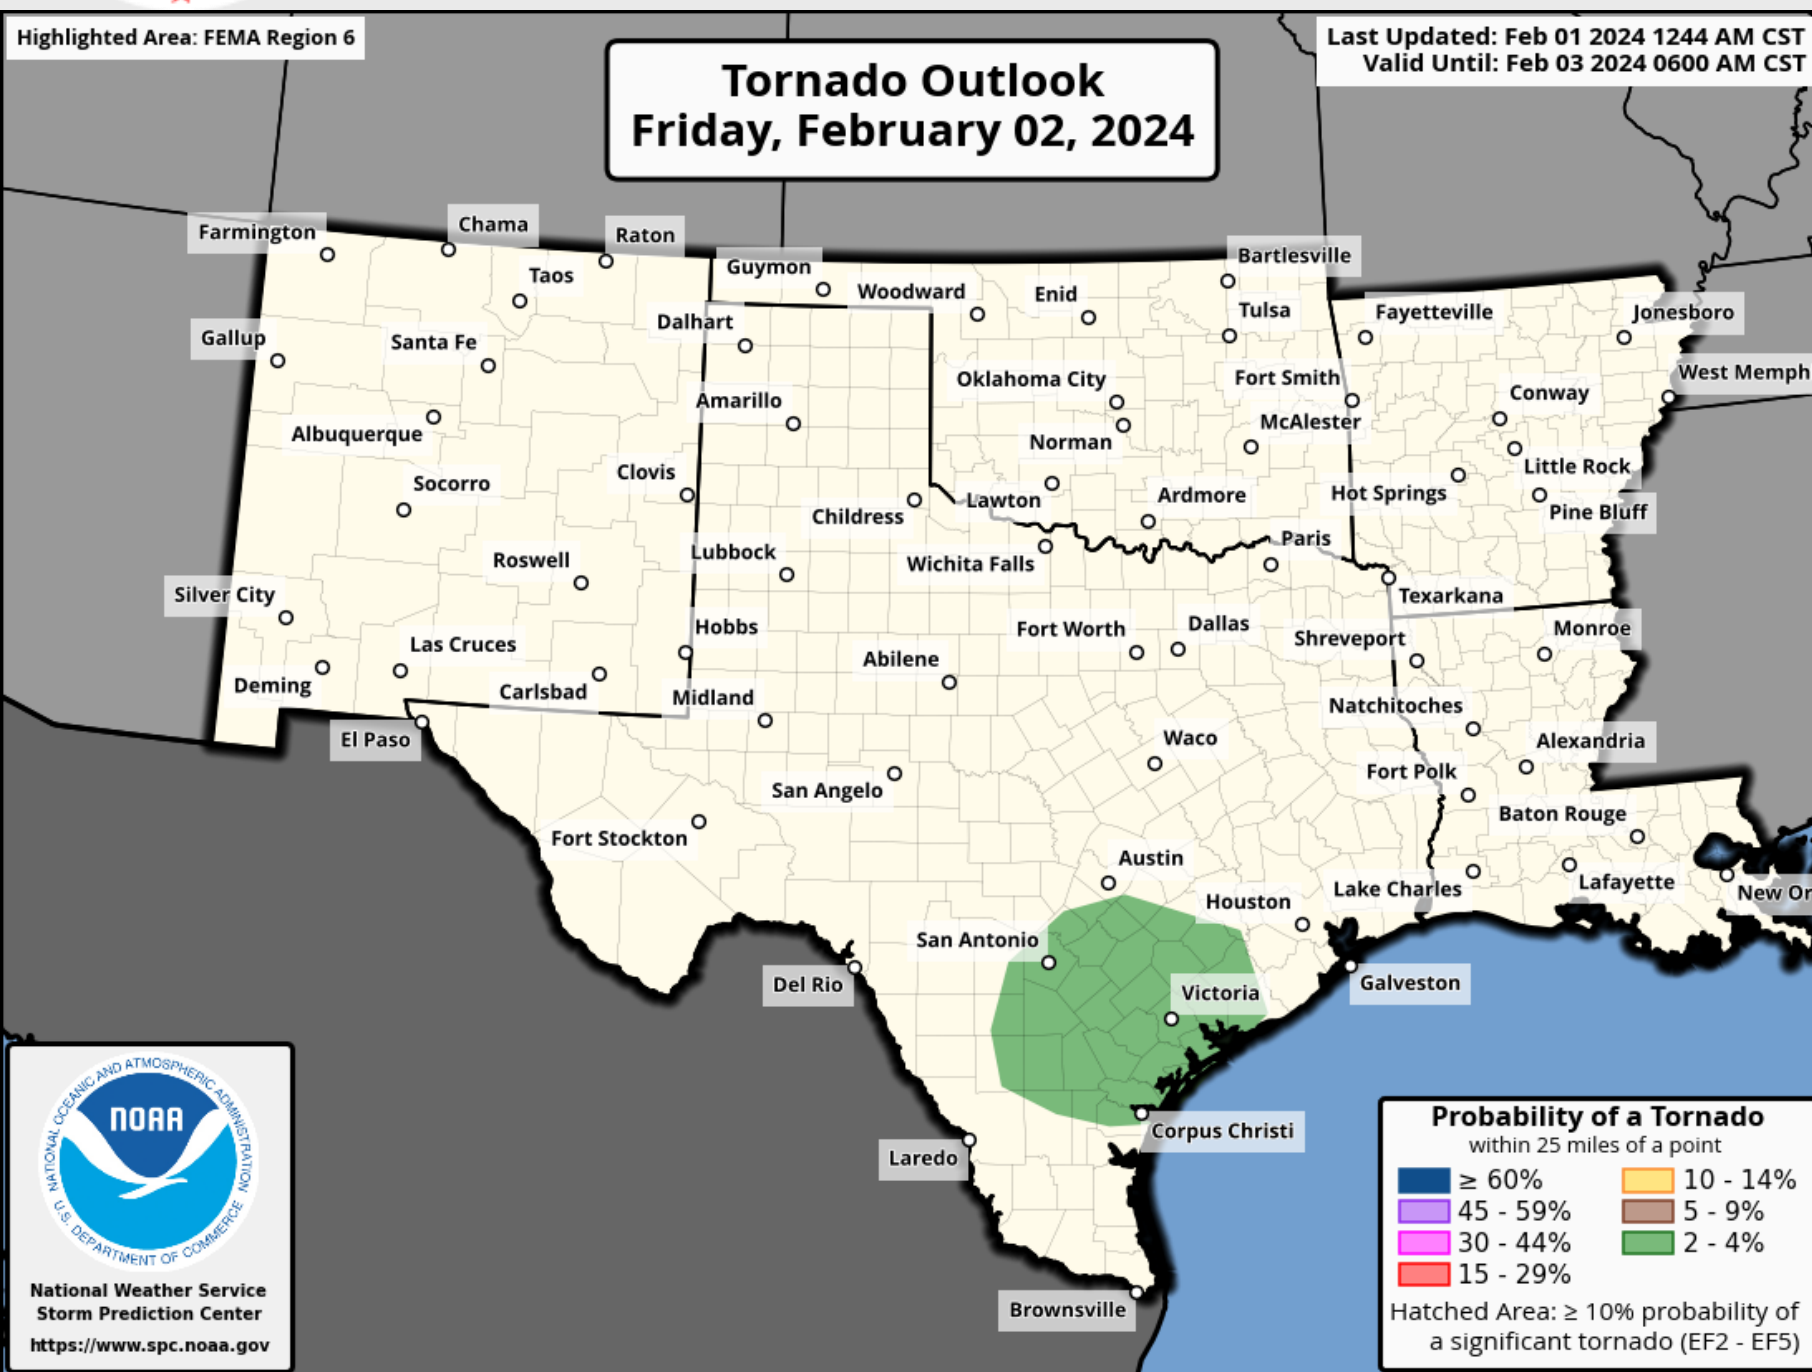 Highlighted Area: FEMA Region 6
Last Updated: Feb 01 2024 1244 AM CST
Valid Until: Feb 03 2024 0600 AM CST
Tornado Outlook
Friday, February 02, 2024
Farmington
Chama
Raton
Taos
Guymon
Woodward
Enid
Bartlesville
Tulsa
Fayetteville
Jonesboro
Gallup
Santa Fe
Dalhart
Oklahoma City
Fort Smith
West Memph
Conway
Amarillo
McAlester
Albuquerque
Norman
Little Rock
Socorro
Clovis
Lawton
Ardmore
Hot Springs
Pine Bluff
Childress
Paris
Roswell
Lubbock
Wichita Falls
Silver City
Texarkana
Las Cruces
Hobbs
Fort Worth
Dallas
Shreveport
Monroe
Abilene
Deming
Carlsbad
Midland
Natchitoches
El Paso
Waco
Alexandria
San Angelo
Fort Polk
Baton Rouge
Fort Stockton
Austin
Lake Charles
Lafayette
New Or
Houston
San Antonio
Del Rio
Victoria
Galveston
Corpus Christi
Laredo
Brownsville
NATIONAL OCEANIC AND ATMOSPHERIC ADMINISTRATION
NOAA
U.S. DEPARTMENT OF COMMERCE
National Weather Service
Storm Prediction Center
https://www.spc.noaa.gov
Probability of a Tornado
within 25 miles of a point
≥ 60%
10 - 14%
45 - 59%
5 - 9%
30 - 44%
2 - 4%
15 - 29%
Hatched Area: ≥ 10% probability of
a significant tornado (EF2 - EF5)